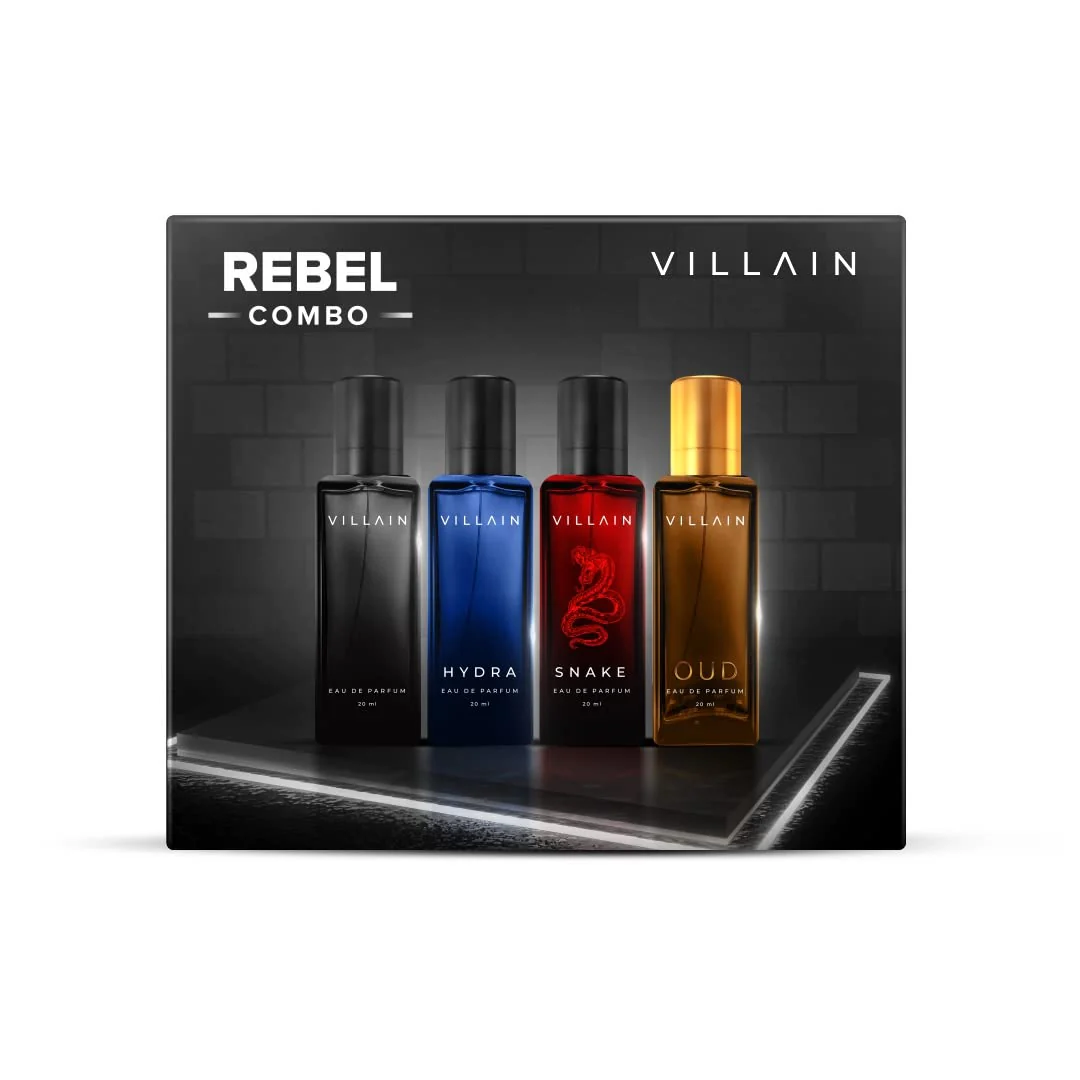 REBEL
COMBO
VILLAIN
VILLAIN
EAU DE PARFUM
20 ml
VILLAIN
HYDRA
EAU DE PARFUM
20 ml
VILLAIN
SNAKE
EAU DE PARFUM
20 ml
VILLAIN
OUD
EAU DE PARFUM
20 ml